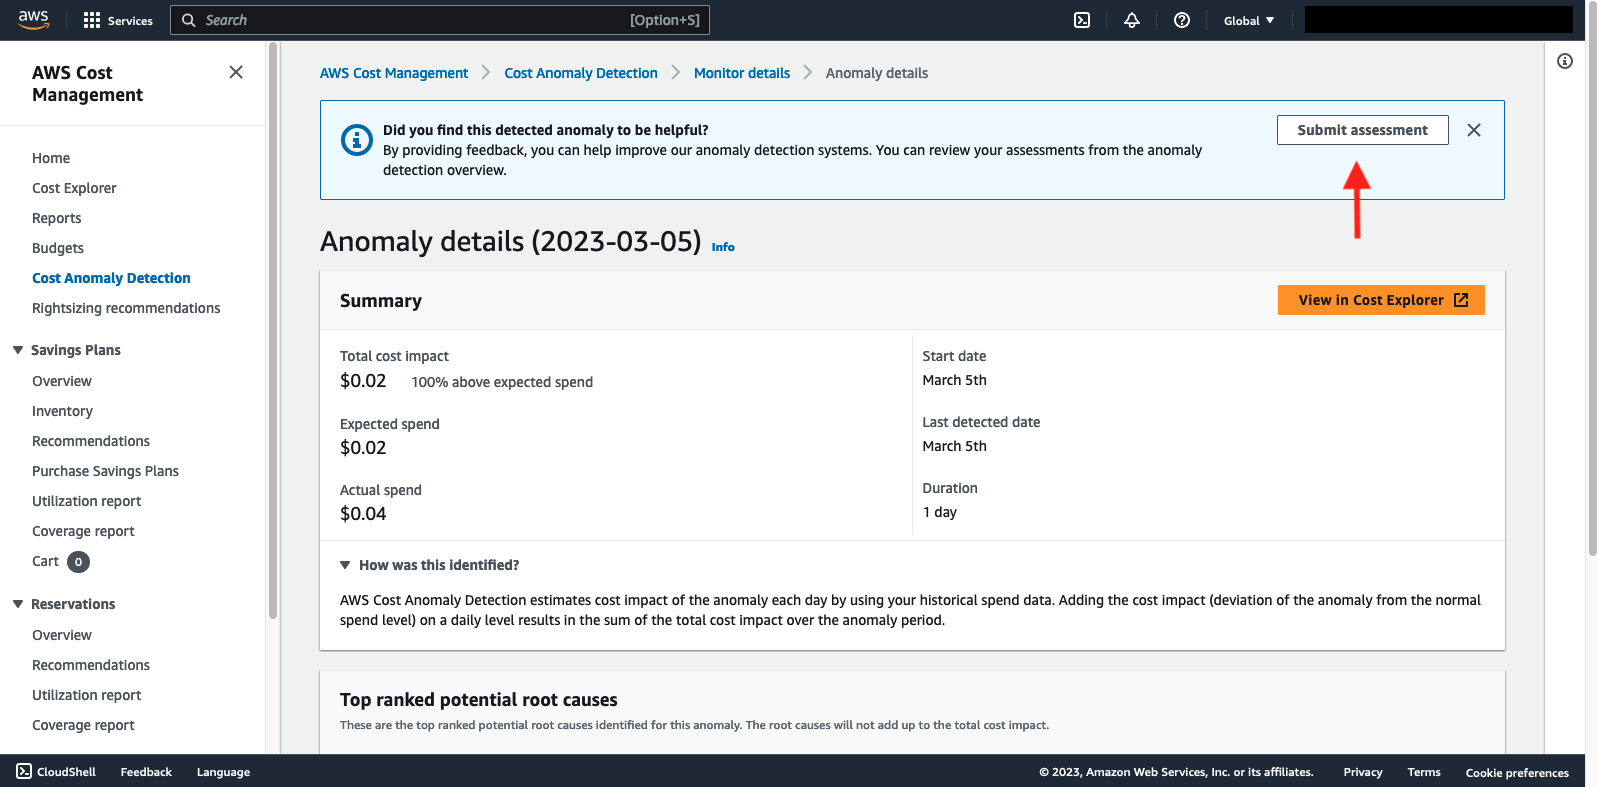 aws
Services
Search
[Option+S]
Global
AWS Cost
Management
Home
Cost Explorer
Reports
Budgets
Cost Anomaly Detection
Rightsizing recommendations
Savings Plans
Overview
Inventory
Recommendations
Purchase Savings Plans
Utilization report
Coverage report
Cart 0
Reservations
Overview
Recommendations
Utilization report
Coverage report
AWS Cost Management > Cost Anomaly Detection > Monitor details > Anomaly details
Did you find this detected anomaly to be helpful?
By providing feedback, you can help improve our anomaly detection systems. You can review your assessments from the anomaly
detection overview.
Submit assessment
Anomaly details (2023-03-05) Info
Summary
View in Cost Explorer
Total cost impact
$0.02 100% above expected spend
Expected spend
$0.02
Actual spend
$0.04
Start date
March 5th
Last detected date
March 5th
Duration
1 day
How was this identified?
AWS Cost Anomaly Detection estimates cost impact of the anomaly each day by using your historical spend data. Adding the cost impact (deviation of the anomaly from the normal
spend level) on a daily level results in the sum of the total cost impact over the anomaly period.
Top ranked potential root causes
These are the top ranked potential root causes identified for this anomaly. The root causes will not add up to the total cost impact.
CloudShell
Feedback
Language
© 2023, Amazon Web Services, Inc. or its affiliates.
Privacy
Terms
Cookie preferences